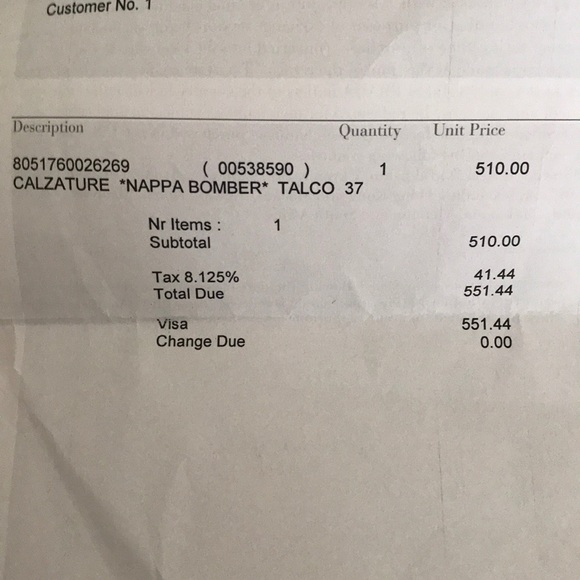 Customer No. 1
Description Quantity Unit Price
8051760026269 ( 00538590 ) 1 510.00
CALZATURE *NAPPA BOMBER* TALCO 37
Nr Items : 1
Subtotal 510.00
Tax 8.125% 41.44
Total Due 551.44
Visa 551.44
Change Due 0.00